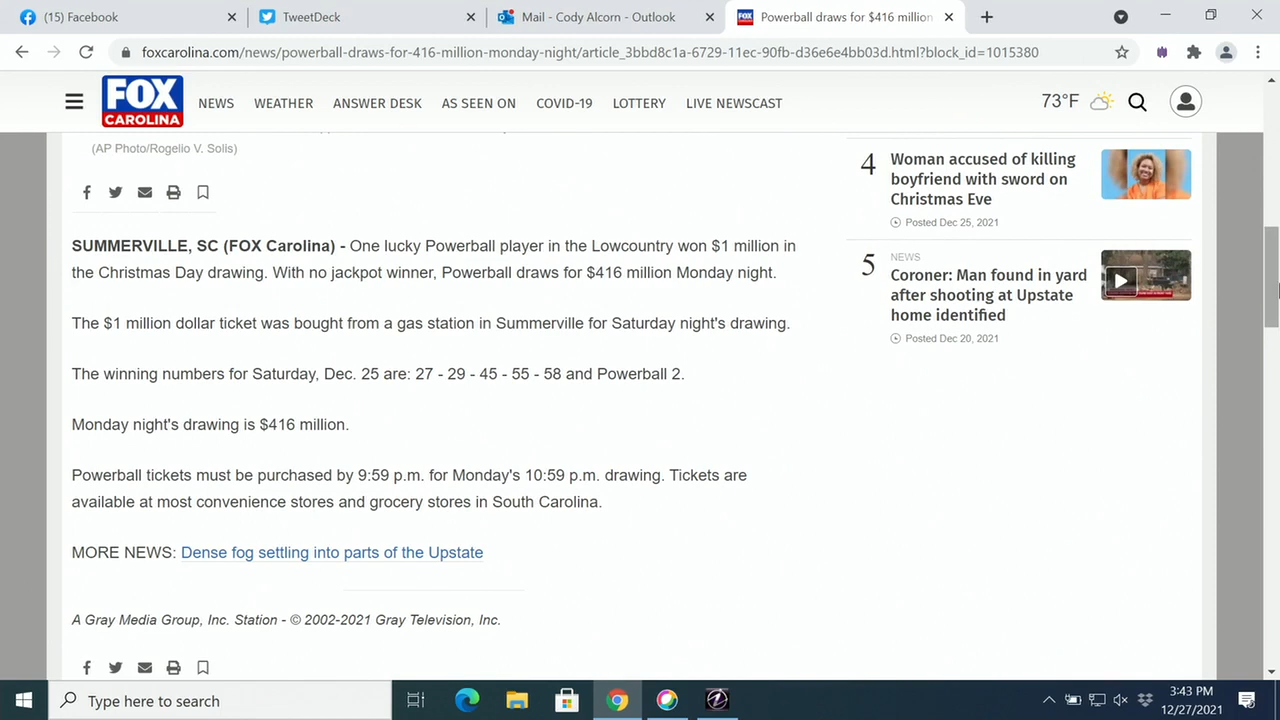 (15) Facebook
TweetDeck
Mail - Cody Alcorn - Outlook
Powerball draws for $416 million
foxcarolina.com/news/powerball-draws-for-416-million-monday-night/article_3bbd8c1a-6729-11ec-90fb-d36e6e4bb03d.html?block_id=1015380
FOX CAROLINA
NEWS WEATHER ANSWER DESK AS SEEN ON COVID-19 LOTTERY LIVE NEWSCAST
73°F
(AP Photo/Rogelio V. Solis)
SUMMERVILLE, SC (FOX Carolina) - One lucky Powerball player in the Lowcountry won $1 million in
the Christmas Day drawing. With no jackpot winner, Powerball draws for $416 million Monday night.
The $1 million dollar ticket was bought from a gas station in Summerville for Saturday night's drawing.
The winning numbers for Saturday, Dec. 25 are: 27 - 29 - 45 - 55 - 58 and Powerball 2.
Monday night's drawing is $416 million.
Powerball tickets must be purchased by 9:59 p.m. for Monday's 10:59 p.m. drawing. Tickets are
available at most convenience stores and grocery stores in South Carolina.
MORE NEWS: Dense fog settling into parts of the Upstate
A Gray Media Group, Inc. Station - © 2002-2021 Gray Television, Inc.
4
Woman accused of killing
boyfriend with sword on
Christmas Eve
Posted Dec 25, 2021
5
NEWS
Coroner: Man found in yard
after shooting at Upstate
home identified
Posted Dec 20, 2021
Type here to search
3:43 PM
12/27/2021